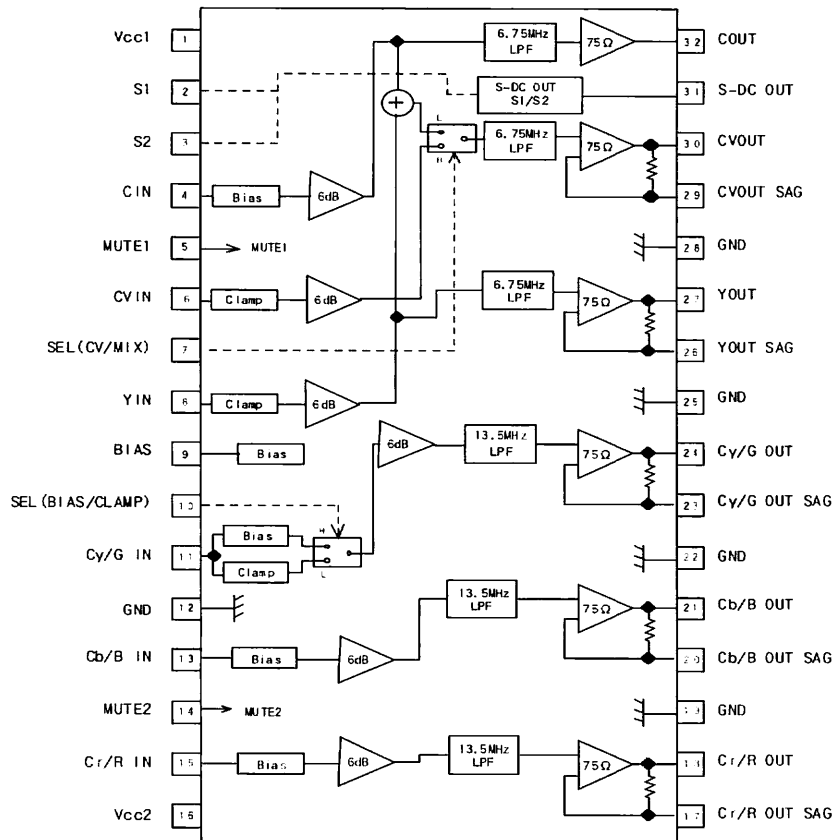 Vcc1 1 6.75MHz LPF 75Ω 32 COUT
S1 2 S-DC OUT S1/S2 31 S-DC OUT
S2 3 + L H 6.75MHz LPF 75Ω 30 CVOUT
CIN 4 Bias 6dB 29 CVOUT SAG
MUTE1 5 MUTE1 28 GND
CVIN 6 Clamp 6dB 6.75MHz LPF 75Ω 27 YOUT
SEL(CV/MIX) 7 26 YOUT SAG
YIN 8 Clamp 6dB 25 GND
BIAS 9 Bias 6dB 13.5MHz LPF 75Ω 24 Cy/G OUT
SEL(BIAS/CLAMP) 10 23 Cy/G OUT SAG
Cy/G IN 11 Bias Clamp H L 22 GND
GND 12 13.5MHz LPF 75Ω 21 Cb/B OUT
Cb/B IN 13 Bias 6dB 20 Cb/B OUT SAG
MUTE2 14 MUTE2 19 GND
Cr/R IN 15 Bias 6dB 13.5MHz LPF 75Ω 18 Cr/R OUT
Vcc2 16 17 Cr/R OUT SAG